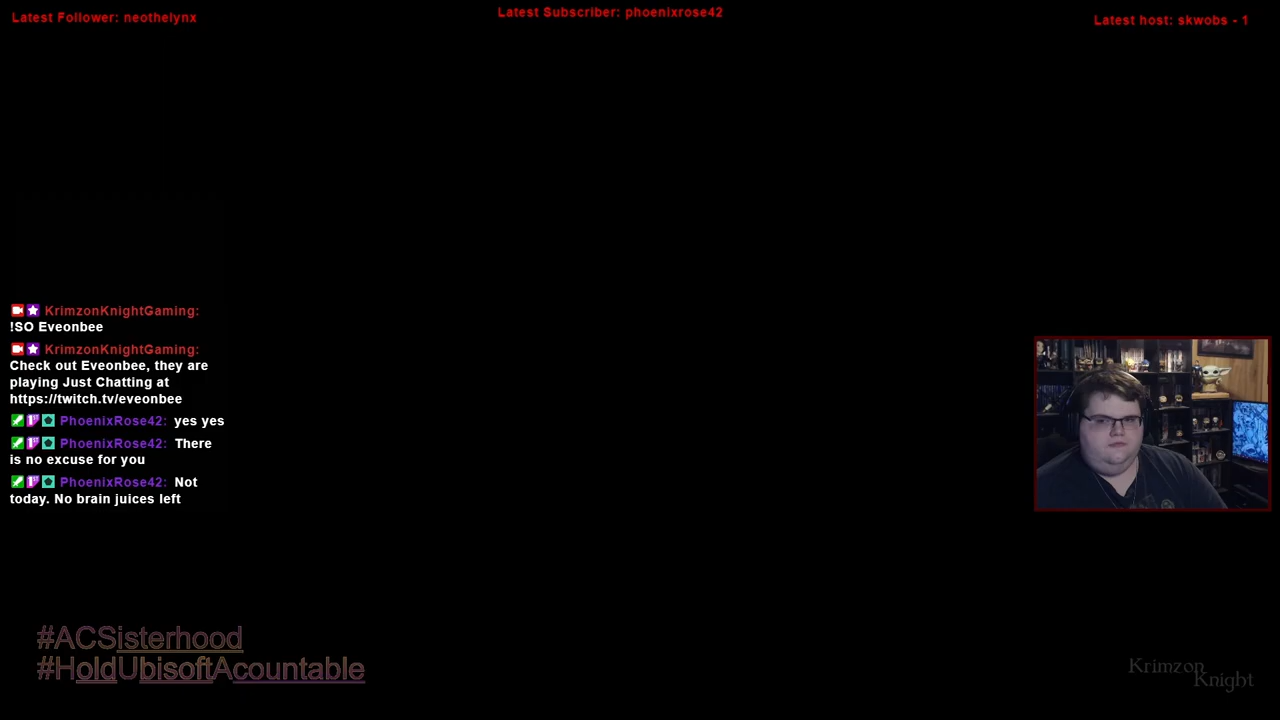 Latest Follower: neothelynx
Latest Subscriber: phoenixrose42
Latest host: skwobs - 1
KrimzonKnightGaming:
!SO Eveonbee
KrimzonKnightGaming:
Check out Eveonbee, they are
playing Just Chatting at
https://twitch.tv/eveonbee
PhoenixRose42: yes yes
PhoenixRose42: There
is no excuse for you
PhoenixRose42: Not
today. No brain juices left
#ACSisterhood
#HoldUbisoftAcountable
Krimzon
Knight